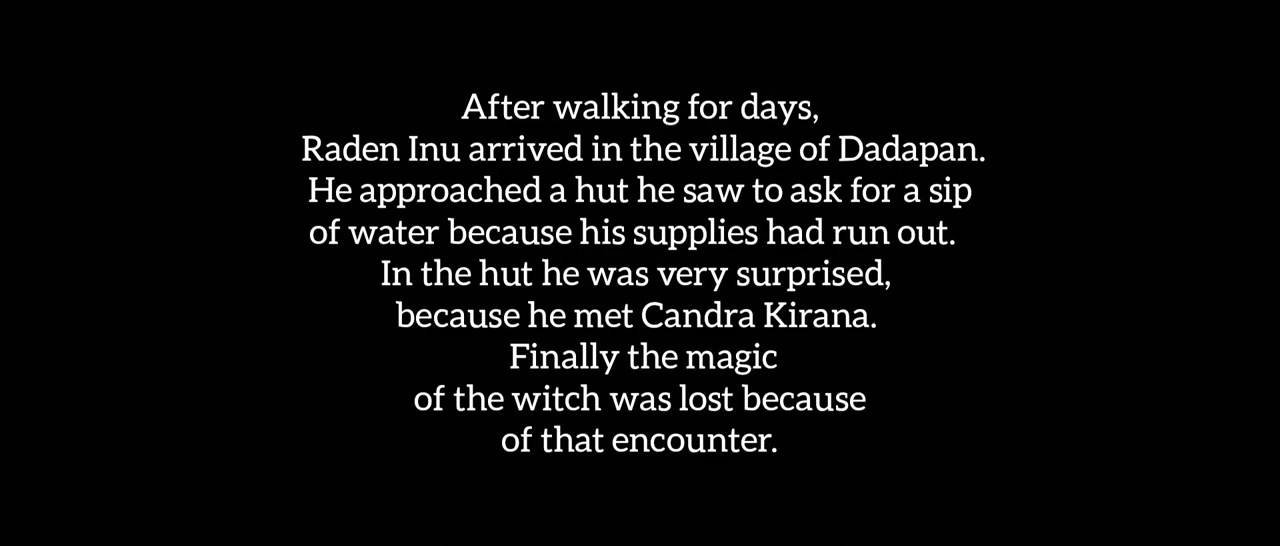 After walking for days,
Raden Inu arrived in the village of Dadapan.
He approached a hut he saw to ask for a sip
of water because his supplies had run out.
In the hut he was very surprised,
because he met Candra Kirana.
Finally the magic
of the witch was lost because
of that encounter.